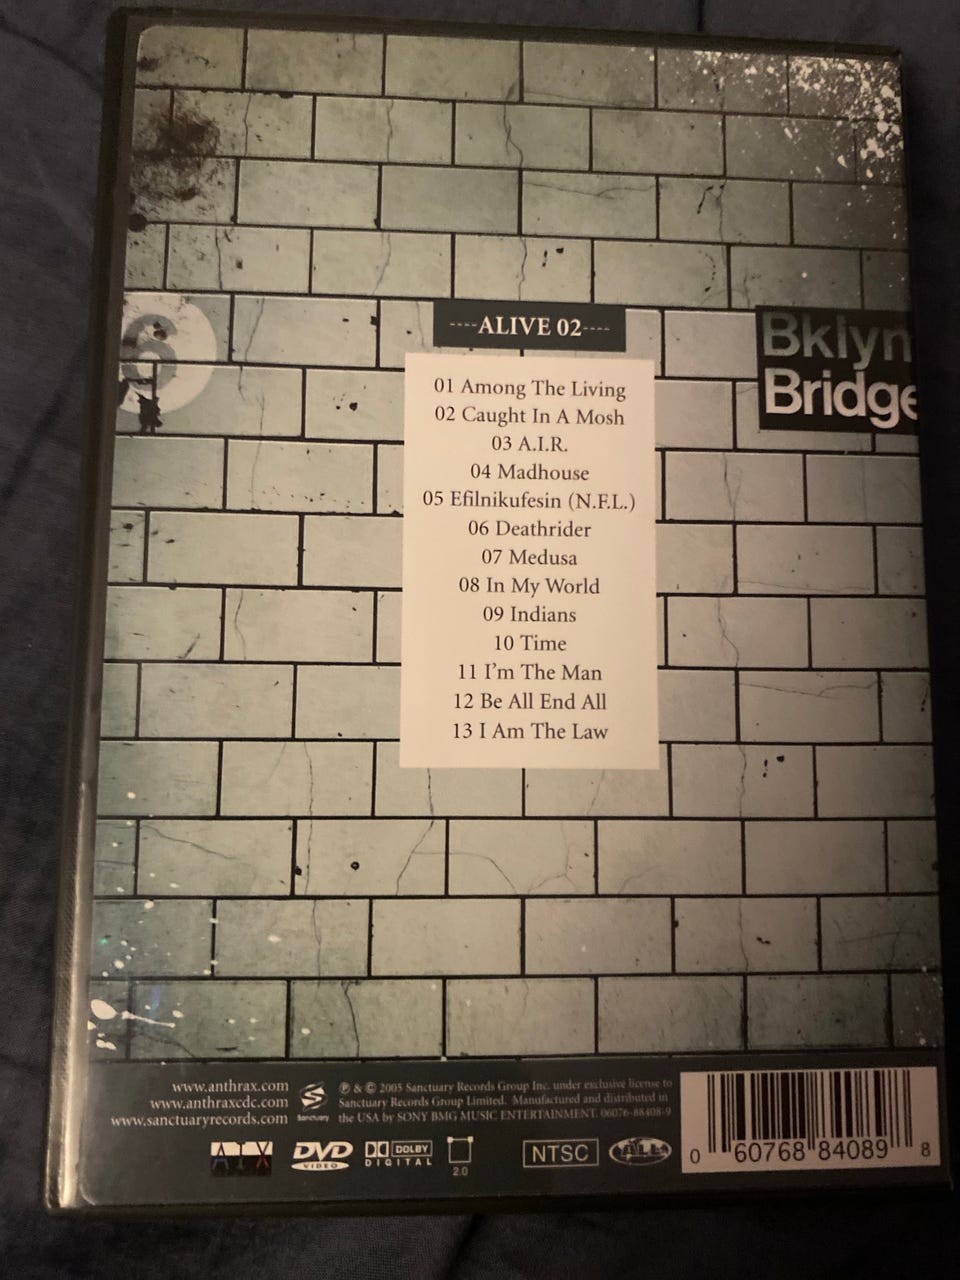 6
----ALIVE 02----
Bklyn
Bridge
01 Among The Living
02 Caught In A Mosh
03 A.I.R.
04 Madhouse
05 Efilnikufesin (N.F.L.)
06 Deathrider
07 Medusa
08 In My World
09 Indians
10 Time
11 I'm The Man
12 Be All End All
13 I Am The Law
www.anthrax.com
www.anthraxcdc.com
www.sanctuaryrecords.com
Sanctuary
℗ & © 2005 Sanctuary Records Group Inc. under exclusive license to
Sanctuary Records Group Limited. Manufactured and distributed in
the USA by SONY BMG MUSIC ENTERTAINMENT. 06076-88408-9
ATX
DVD
VIDEO
DOLBY
DIGITAL
2.0
NTSC
ALL
0 60768 84089 8